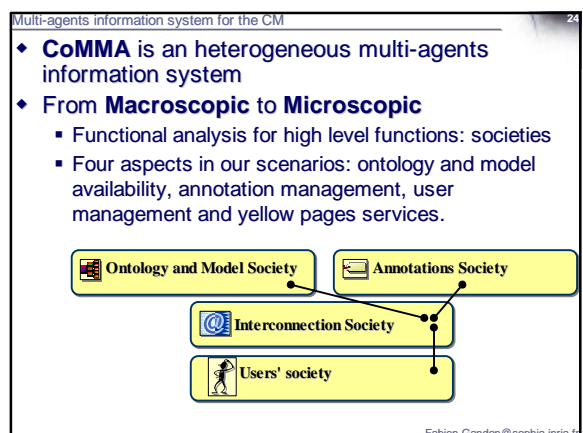 Multi-agents information system for the CM
24
CoMMA is an heterogeneous multi-agents
information system
From Macroscopic to Microscopic
Functional analysis for high level functions: societies
Four aspects in our scenarios: ontology and model
availability, annotation management, user
management and yellow pages services.
Ontology and Model Society
Annotations Society
Interconnection Society
Users' society